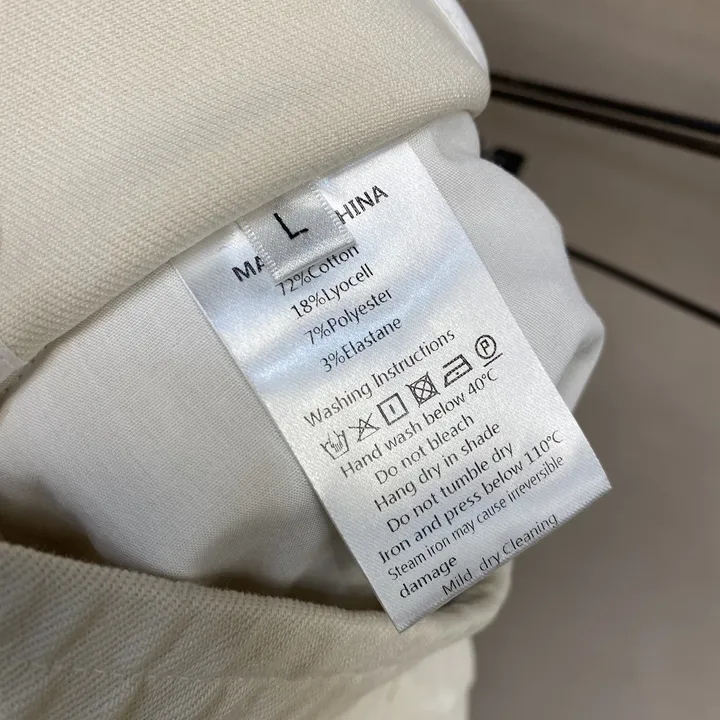 L
MA HINA
72%Cotton
18%Lyocell
7%Polyester
3%Elastane
Washing Instructions
P
Hand wash below 40°C
Do not bleach
Hang dry in shade
Do not tumble dry
Iron and press below 110°C
Steam iron may cause irreversible
damage
Mild dry Cleaning